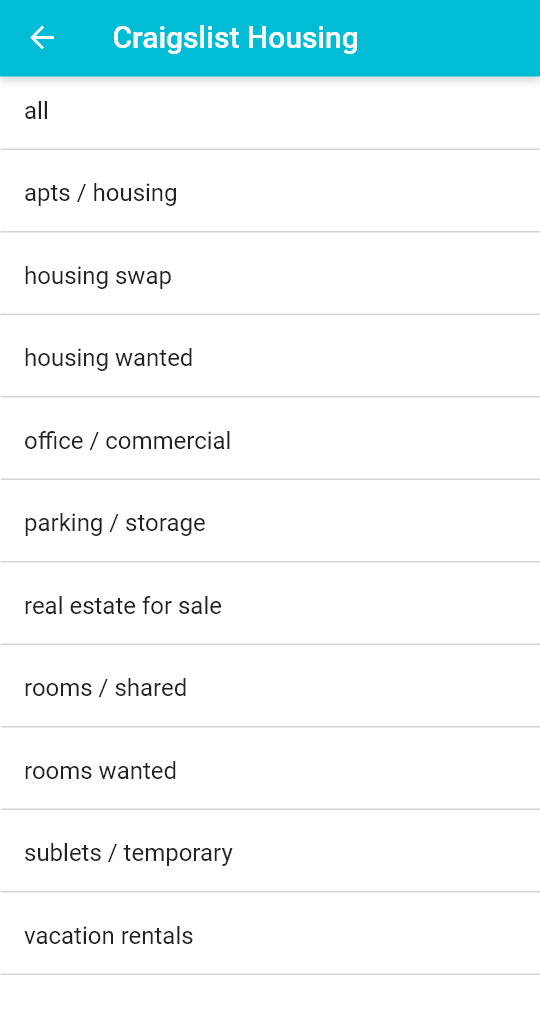 Craigslist Housing
all
apts / housing
housing swap
housing wanted
office / commercial
parking / storage
real estate for sale
rooms / shared
rooms wanted
sublets / temporary
vacation rentals